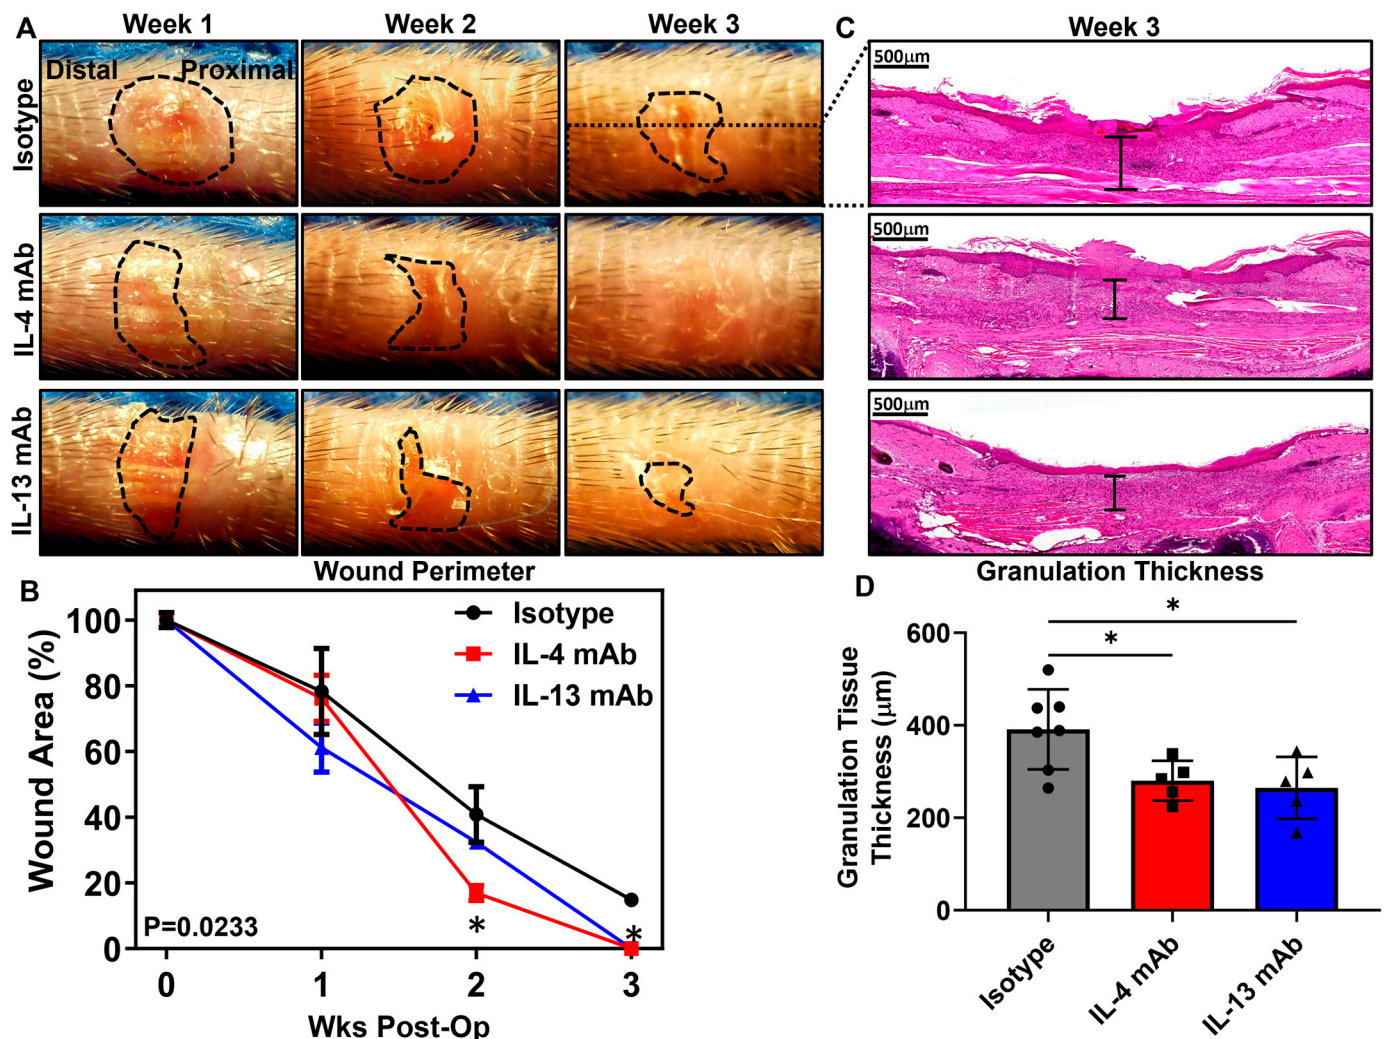 A
Week 1
Week 2
Week 3
C
Week 3
Isotype
Distal
Proximal
500μm
IL-4 mAb
500μm
IL-13 mAb
500μm
B
Wound Perimeter
Wound Area (%)
100
80
60
40
20
0
Isotype
IL-4 mAb
IL-13 mAb
P=0.0233
*
*
0
1
2
3
Wks Post-Op
D
Granulation Thickness
Granulation Tissue
Thickness (μm)
600
400
200
0
*
*
Isotype
IL-4 mAb
IL-13 mAb